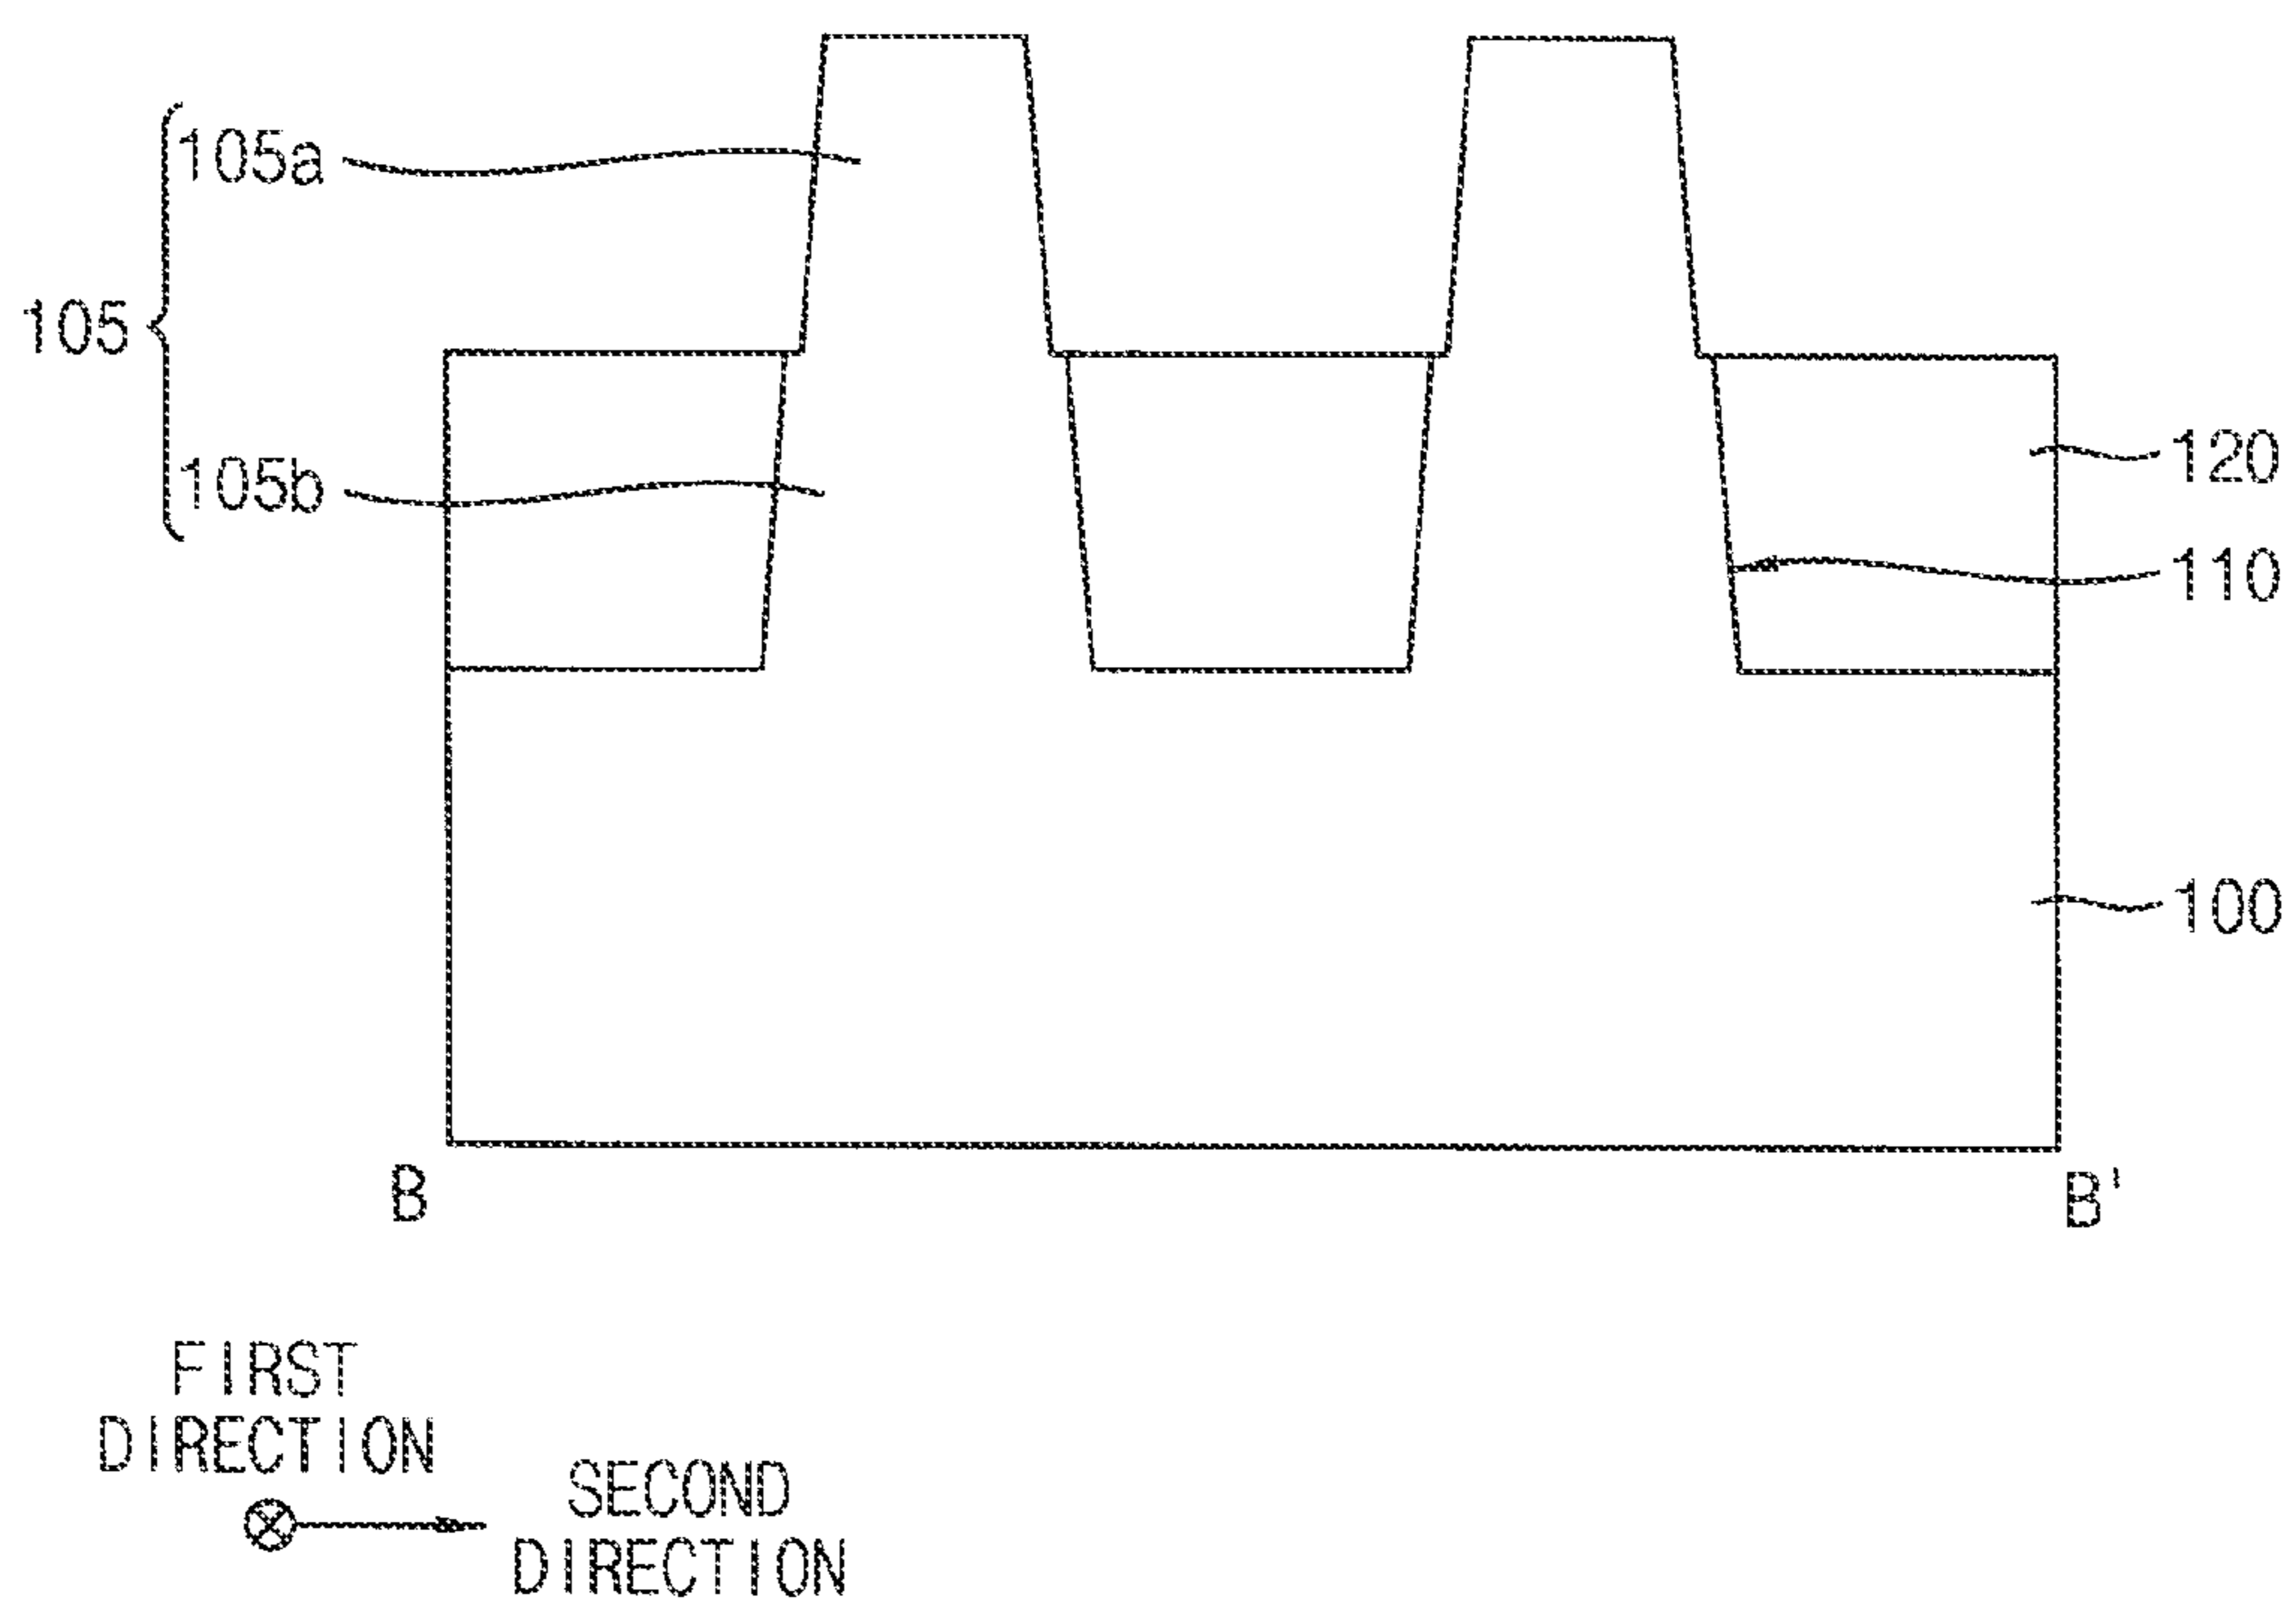 105a
105
105b
120
110
100
B
B'
FIRST
DIRECTION
SECOND
DIRECTION